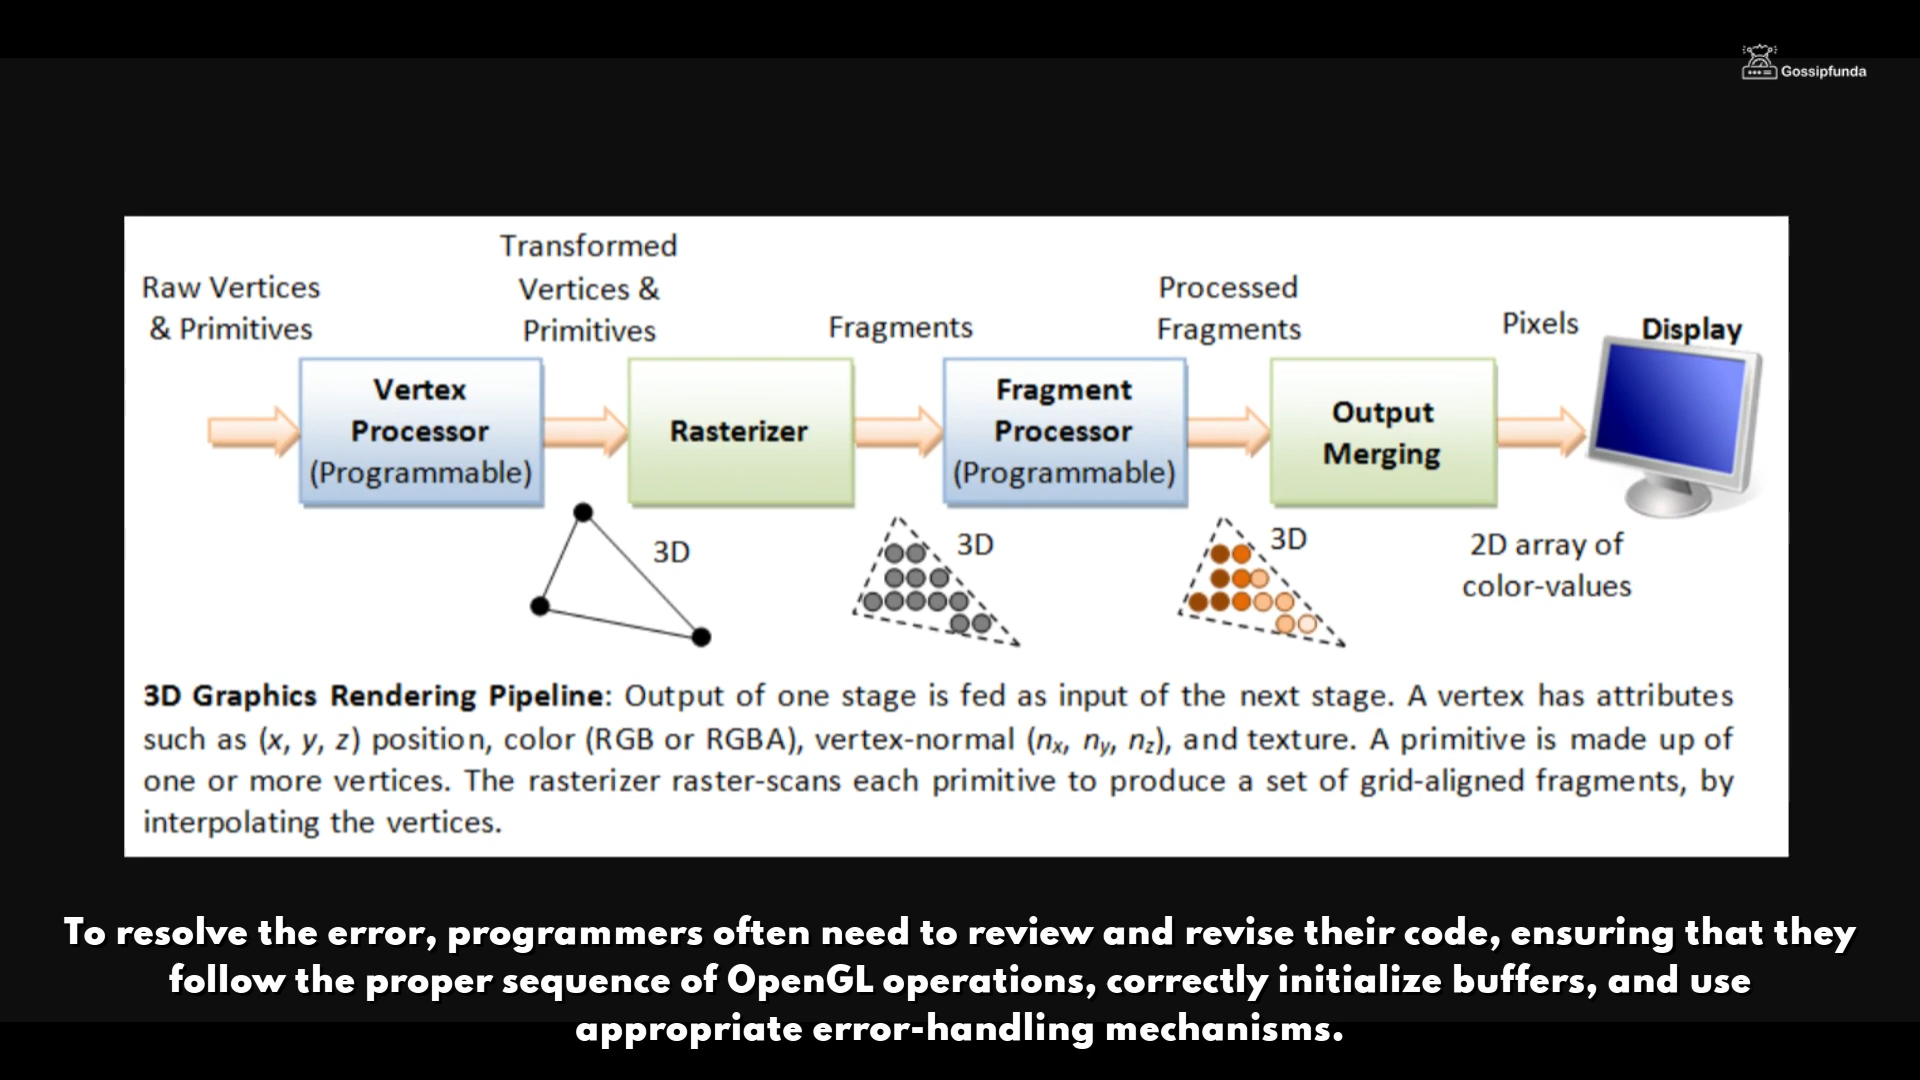 Gossipfunda
Raw Vertices
& Primitives
Transformed
Vertices &
Primitives
Fragments
Processed
Fragments
Pixels
Display
Vertex
Processor
(Programmable)
Rasterizer
Fragment
Processor
(Programmable)
Output
Merging
3D
3D
3D
2D array of
color-values
3D Graphics Rendering Pipeline: Output of one stage is fed as input of the next stage. A vertex has attributes
such as (x, y, z) position, color (RGB or RGBA), vertex-normal (nx, ny, nz), and texture. A primitive is made up of
one or more vertices. The rasterizer raster-scans each primitive to produce a set of grid-aligned fragments, by
interpolating the vertices.
To resolve the error, programmers often need to review and revise their code, ensuring that they
follow the proper sequence of OpenGL operations, correctly initialize buffers, and use
appropriate error-handling mechanisms.